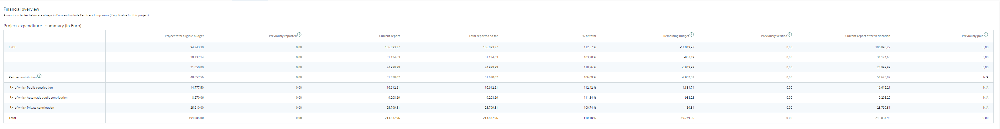 Financial overview
Amounts in tables below are always in Euro and include Fast track lump sums (if applicable for this project).
Project expenditure - summary (in Euro)
Project total eligible budget Previously reported Current report Total reported so far % of total Remaining budget Previously verified Current report after verification Previously paid
ERDF 94.243,30 0,00 106.093,27 106.093,27 112,57 % -11.849,97 0,00 106.093,27 0,00
30.137,14 0,00 31.124,63 31.124,63 103,28 % -987,49 0,00 31.124,63 0,00
21.050,00 0,00 24.999,99 24.999,99 118,76 % -3.949,99 0,00 24.999,99 0,00
Partner contribution 48.657,56 0,00 51.620,07 51.620,07 106,09 % -2.962,51 0,00 51.620,07 N/A
↳ of which Public contribution 14.777,50 0,00 16.612,21 16.612,21 112,42 % -1.834,71 0,00 16.612,21 N/A
↳ of which Automatic public contribution 8.270,06 0,00 9.208,29 9.208,29 111,34 % -938,23 0,00 9.208,29 N/A
↳ of which Private contribution 25.610,00 0,00 25.799,51 25.799,51 100,74 % -189,51 0,00 25.799,51 N/A
Total 194.088,00 0,00 213.837,96 213.837,96 110,18 % -19.749,96 0,00 213.837,96 0,00